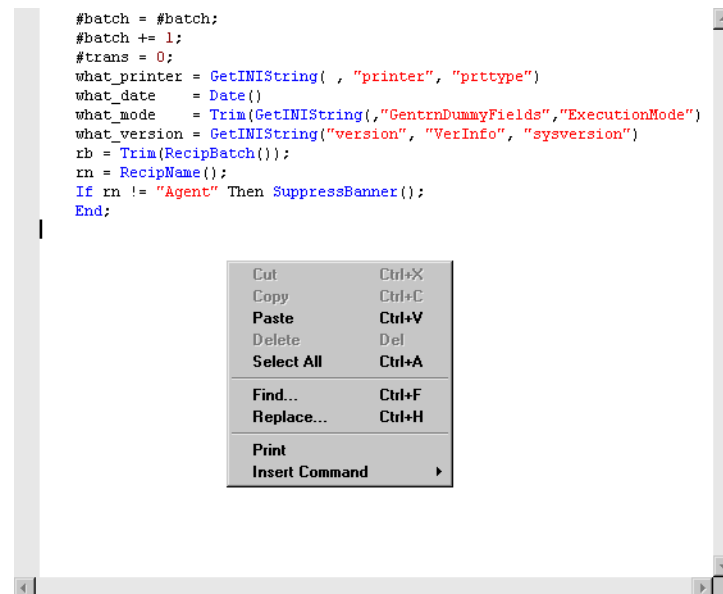 #batch = #batch;
#batch += 1;
#trans = 0;
what_printer = GetINIString( , "printer", "prttype")
what_date    = Date()
what_mode    = Trim(GetINIString(,"GentrnDummyFields","ExecutionMode")
what_version = GetINIString("version", "VerInfo", "sysversion")
rb = Trim(RecipBatch());
rn = RecipName();
If rn != "Agent" Then SuppressBanner();
End;
Cut Ctrl+X
Copy Ctrl+C
Paste Ctrl+V
Delete Del
Select All Ctrl+A
Find... Ctrl+F
Replace... Ctrl+H
Print
Insert Command